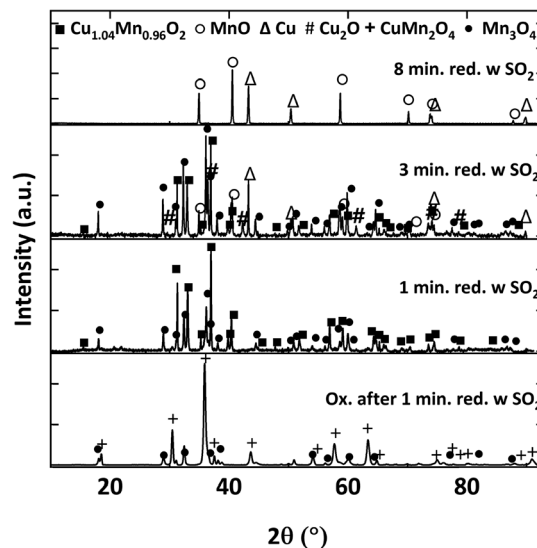 ■ Cu₁.₀₄Mn₀.₉₆O₂ ○ MnO Δ Cu # Cu₂O + CuMn₂O₄ ● Mn₃O₄
8 min. red. w SO₂
3 min. red. w SO₂
1 min. red. w SO₂
Ox. after 1 min. red. w SO₂
Intensity (a.u.)
20 40 60 80
2θ (°)